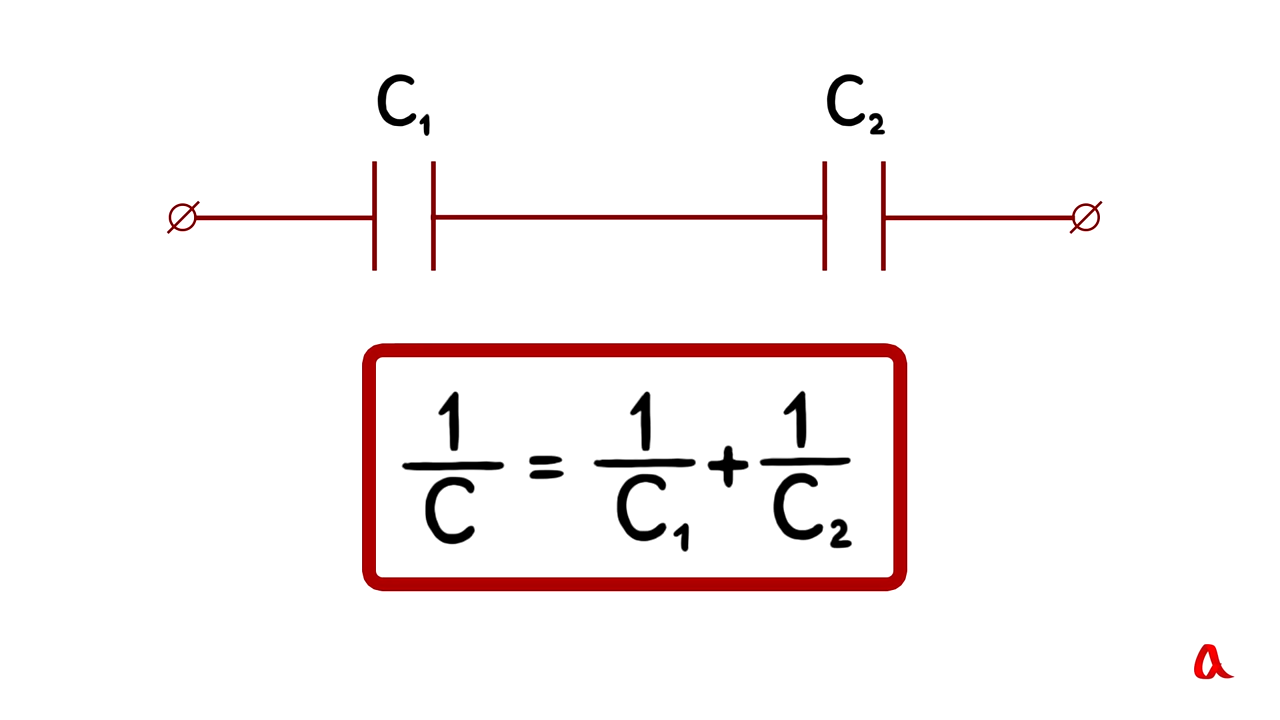 C₁ C₂
1/C = 1/C₁ + 1/C₂
a